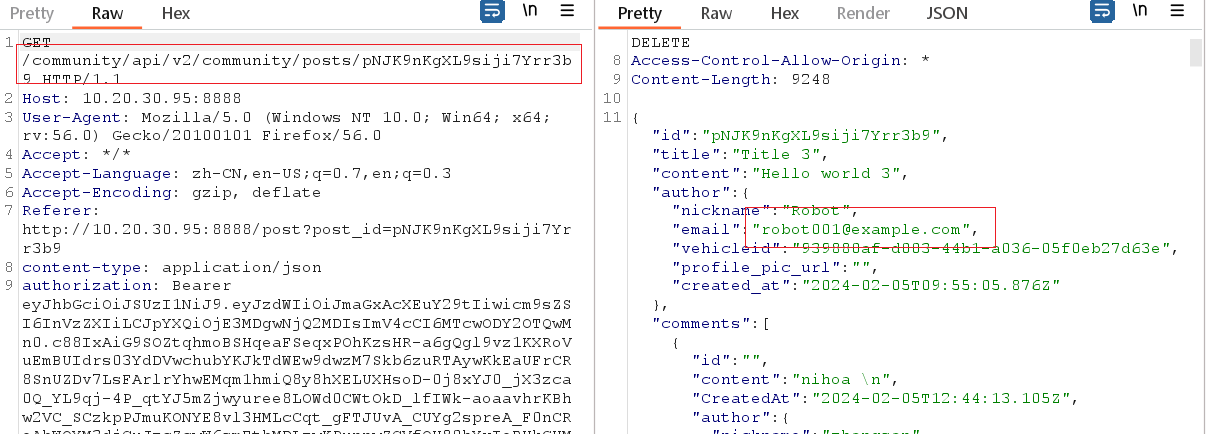 Pretty Raw Hex \n
1 GET
/community/api/v2/community/posts/pNJK9nKgXL9siji7Yrr3b
9 HTTP/1.1
2 Host: 10.20.30.95:8888
3 User-Agent: Mozilla/5.0 (Windows NT 10.0; Win64; x64;
rv:56.0) Gecko/20100101 Firefox/56.0
4 Accept: */*
5 Accept-Language: zh-CN,en-US;q=0.7,en;q=0.3
6 Accept-Encoding: gzip, deflate
7 Referer:
http://10.20.30.95:8888/post?post_id=pNJK9nKgXL9siji7Yr
r3b9
8 content-type: application/json
9 authorization: Bearer
eyJhbGciOiJSUzI1NiJ9.eyJzdWIiOiJmaGxAcXEuY29tIiwicm9sZS
I6InVzZXIiLCJpYXQiOjE3MDgwNjQ2MDIsImV4cCI6MTcwODY2OTQwM
n0.c88IxAiG9SOZtqhmoBSHqeaFSeqxPOhKzsHR-a6gQgl9vz1KXRoV
uEmBUIdrs03YdDVwchubYKJkTdWEw9dwzM7Skb6zuRTAywKkEaUFrCR
8SnUZDv7LsFArlrYhwEMqm1hmiQ8y8hXELUXHsoD-0j8xYJ0_jX3zca
0Q_YL9qj-4P_qtYJ5mZjwyuree8LOWd0CWtOkD_lfIWk-aoaavhrKBh
w2VC_SCzkpPJmuKONYE8vl3HMLcCqt_gFTJUvA_CUYg2spreA_F0nCR
Pretty Raw Hex Render JSON \n
DELETE
8 Access-Control-Allow-Origin: *
9 Content-Length: 9248
10
11 {
"id":"pNJK9nKgXL9siji7Yrr3b9",
"title":"Title 3",
"content":"Hello world 3",
"author":{
"nickname":"Robot",
"email":"robot001@example.com",
"vehicleid":"939880af-d003-44b1-a036-05f0eb27d63e",
"profile_pic_url":"",
"created_at":"2024-02-05T09:55:05.876Z"
},
"comments":[
{
"id":"",
"content":"nihoa \n",
"CreatedAt":"2024-02-05T12:44:13.105Z",
"author":{